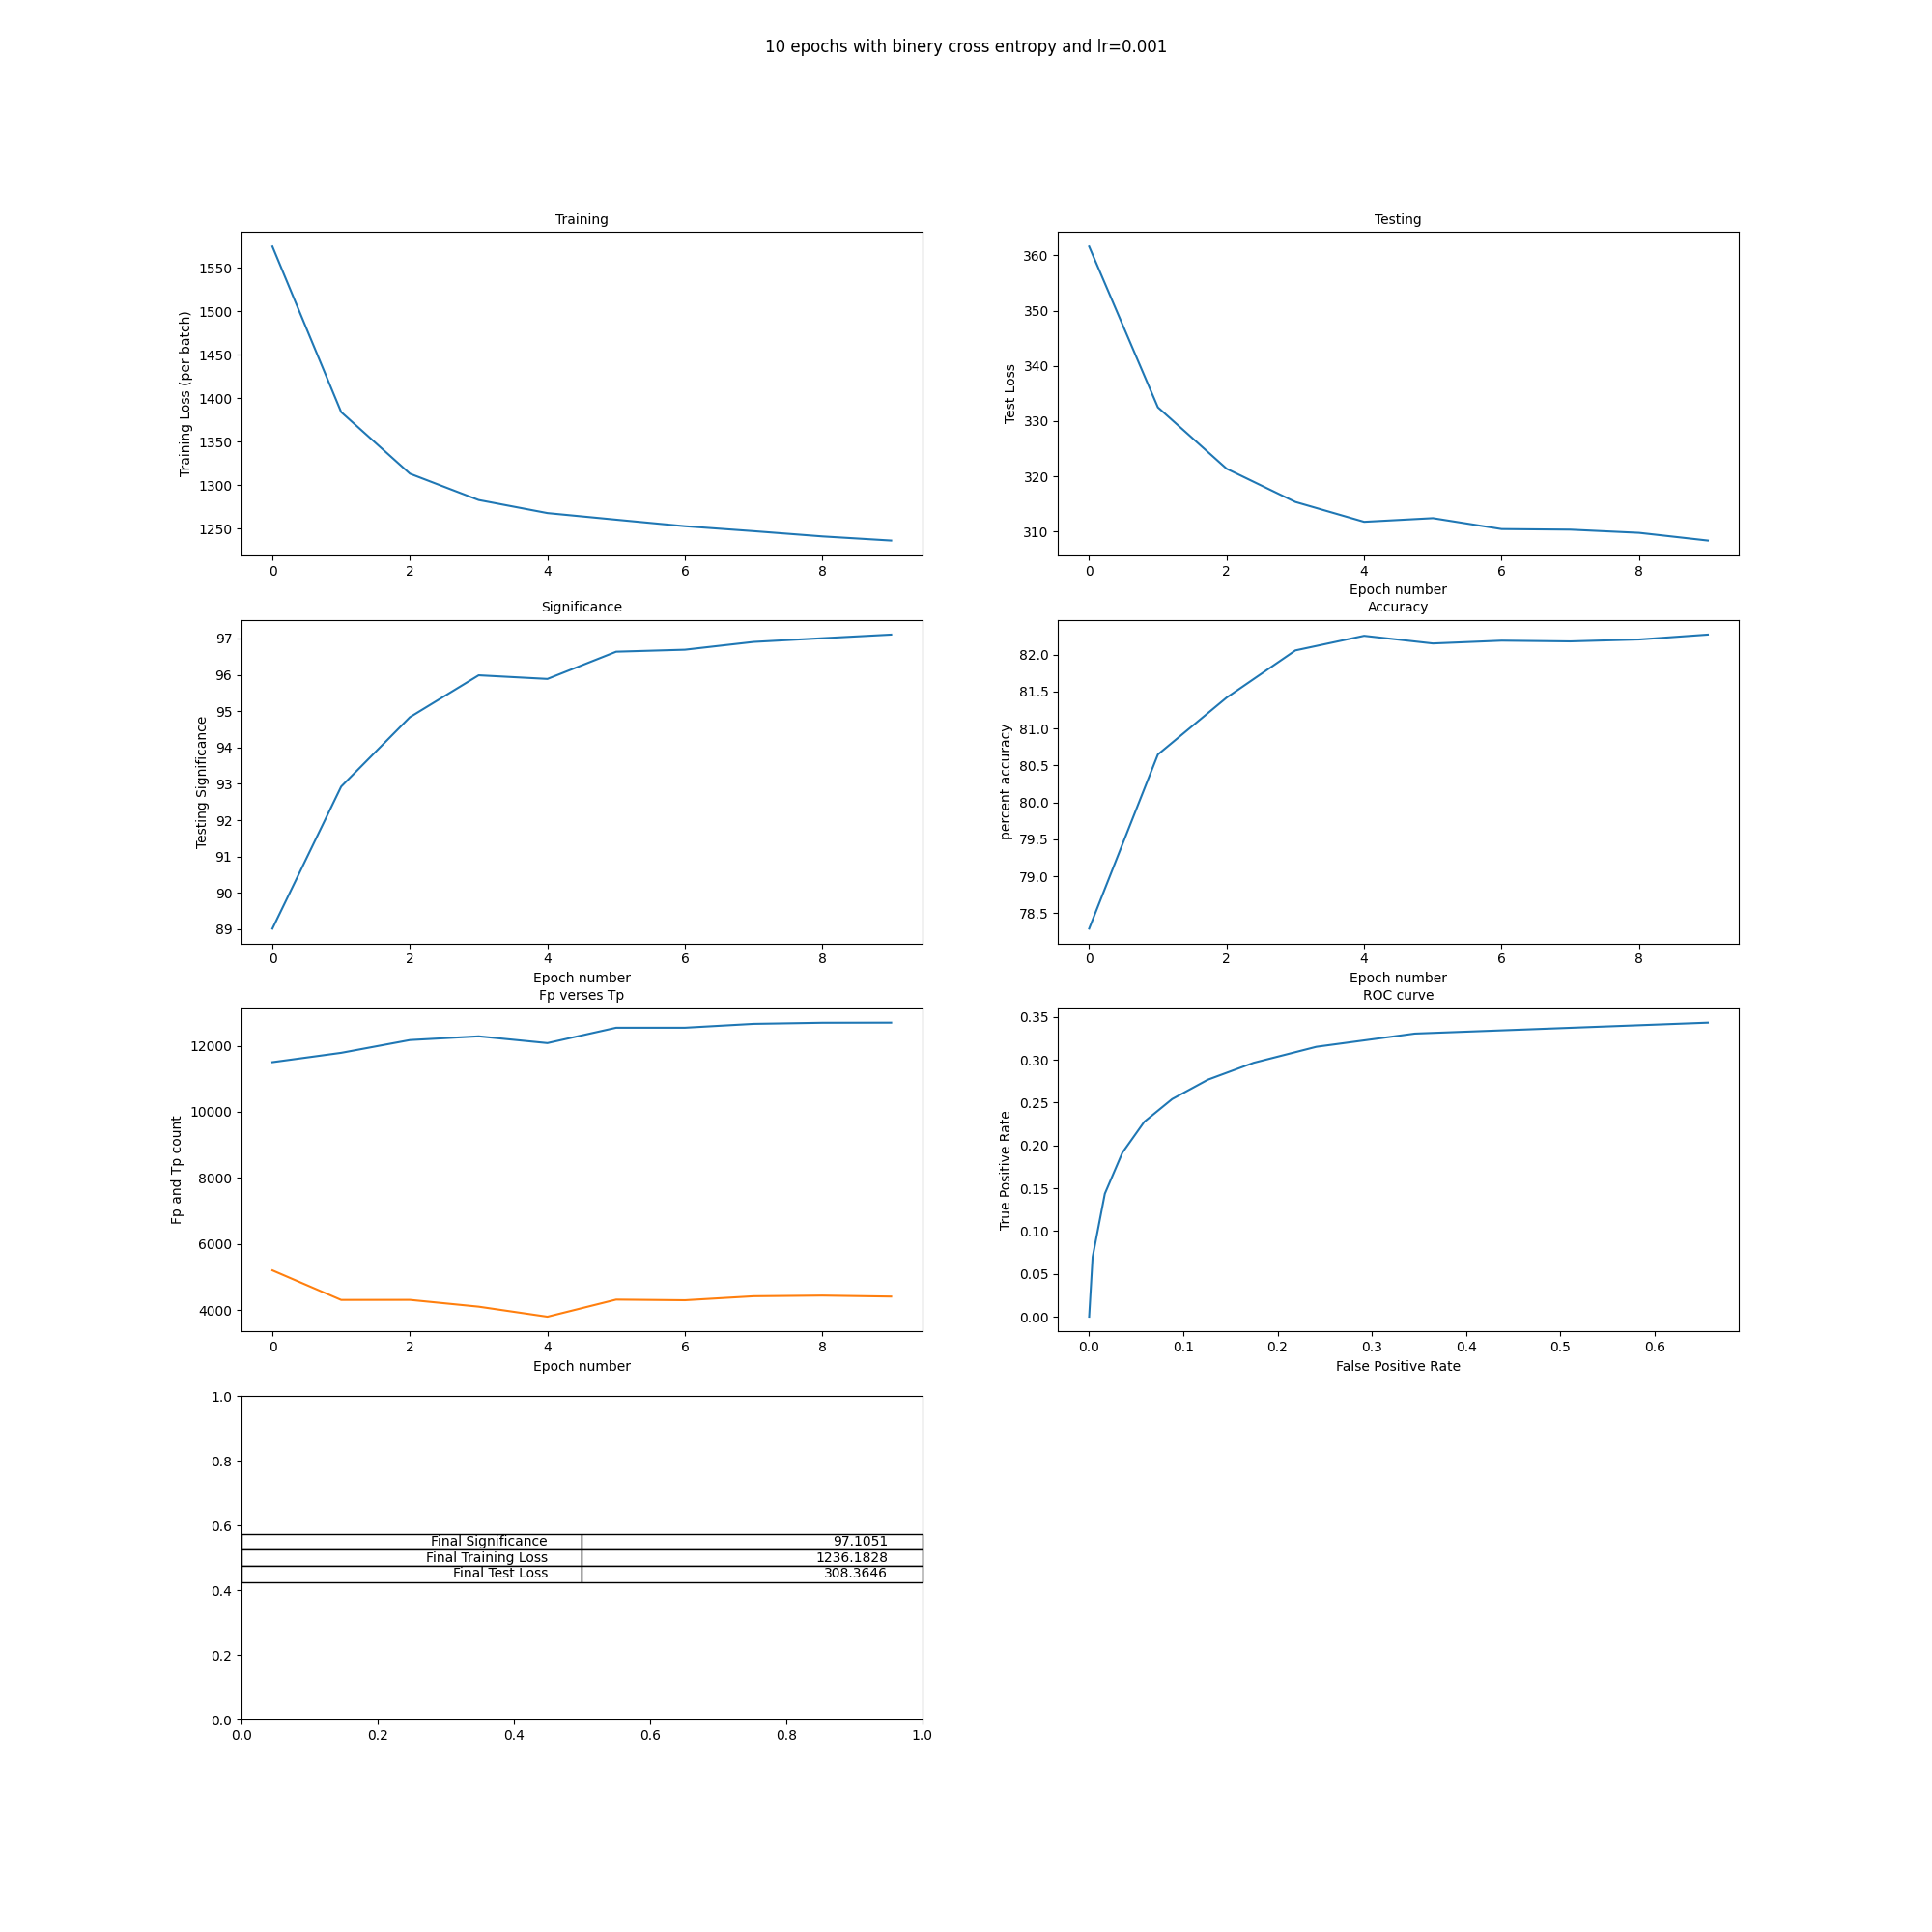 10 epochs with binery cross entropy and lr=0.001
Training
Training Loss (per batch)
1550
1500
1450
1400
1350
1300
1250
0 2 4 6 8
Testing
Test Loss
360
350
340
330
320
310
0 2 4 6 8
Epoch number
Significance
Testing Significance
97
96
95
94
93
92
91
90
89
0 2 4 6 8
Epoch number
Accuracy
percent accuracy
82.0
81.5
81.0
80.5
80.0
79.5
79.0
78.5
0 2 4 6 8
Epoch number
Fp verses Tp
Fp and Tp count
12000
10000
8000
6000
4000
0 2 4 6 8
Epoch number
ROC curve
True Positive Rate
0.35
0.30
0.25
0.20
0.15
0.10
0.05
0.00
0.0 0.1 0.2 0.3 0.4 0.5 0.6
False Positive Rate
1.0
0.8
0.6
Final Significance 97.1051
Final Training Loss 1236.1828
Final Test Loss 308.3646
0.4
0.2
0.0
0.0 0.2 0.4 0.6 0.8 1.0